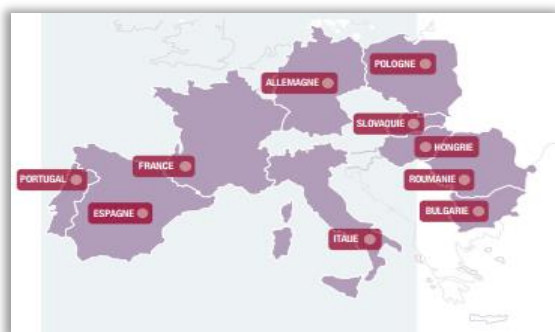 POLOGNE
ALLEMAGNE
SLOVAQUIE
HONGRIE
FRANCE
PORTUGAL
ROUMANIE
ESPAGNE
BULGARIE
ITALIE